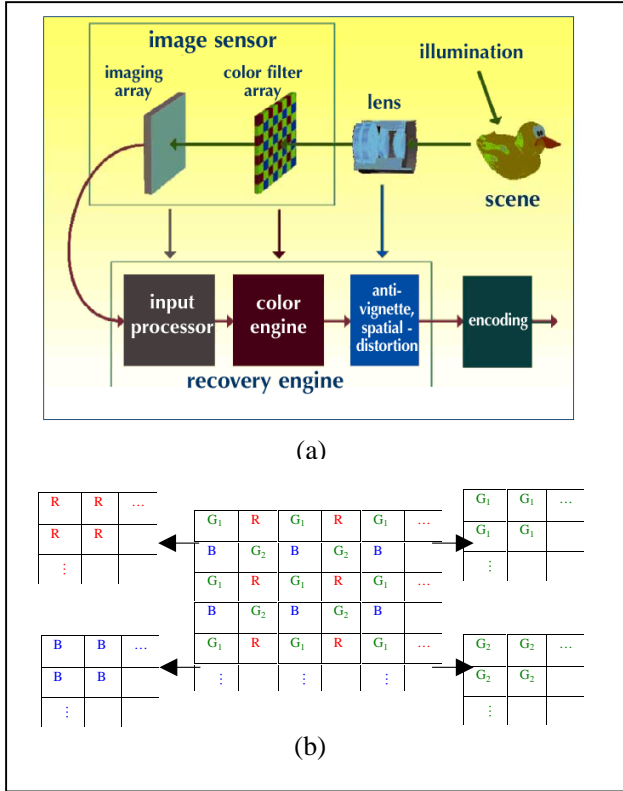 image sensor
illumination
imaging
array
color filter
array
lens
scene
input
processor
color
engine
anti-
vignette,
spatial -
distortion
encoding
recovery engine
(a)
R R …
R R
⋮
G₁ R G₁ R G₁ …
B G₂ B G₂ B
G₁ R G₁ R G₁ …
B G₂ B G₂ B
G₁ R G₁ R G₁ …
⋮ ⋮ ⋮
G₁ G₁ …
G₁ G₁
⋮
B B …
B B
⋮
G₂ G₂ …
G₂ G₂
⋮
(b)